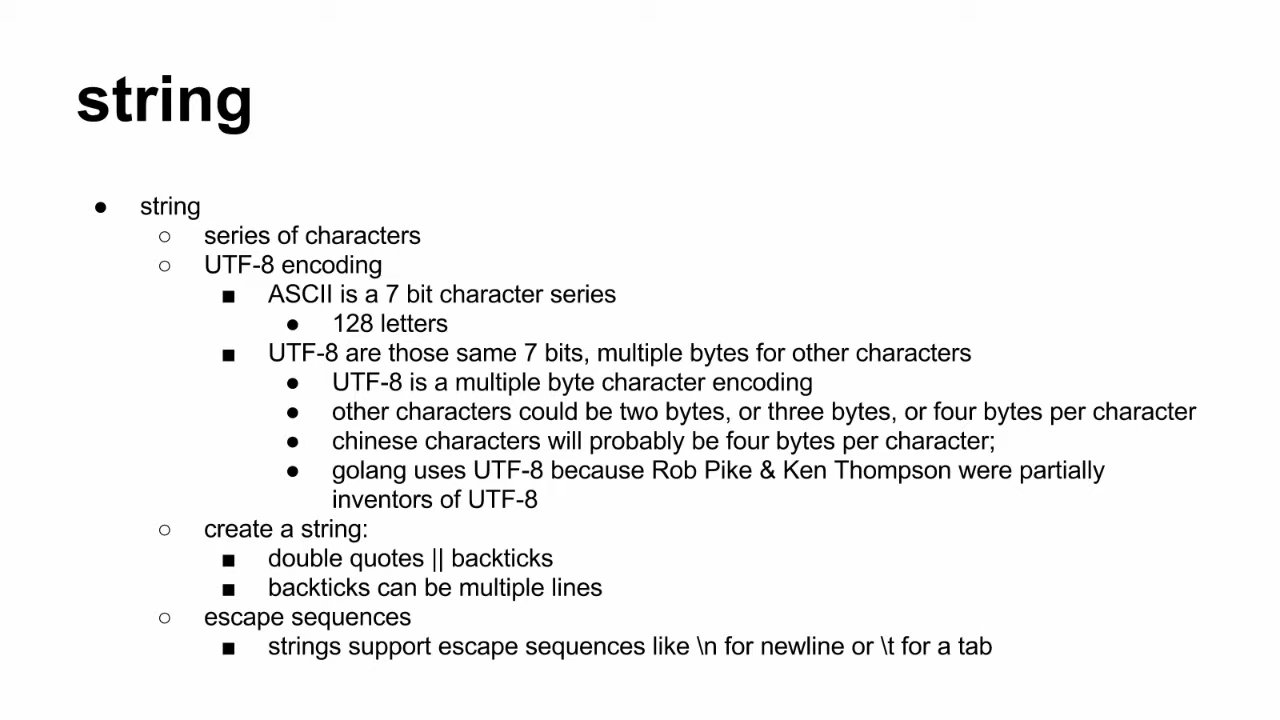 string
● string
○ series of characters
○ UTF-8 encoding
■ ASCII is a 7 bit character series
● 128 letters
■ UTF-8 are those same 7 bits, multiple bytes for other characters
● UTF-8 is a multiple byte character encoding
● other characters could be two bytes, or three bytes, or four bytes per character
● chinese characters will probably be four bytes per character;
● golang uses UTF-8 because Rob Pike & Ken Thompson were partially
inventors of UTF-8
○ create a string:
■ double quotes || backticks
■ backticks can be multiple lines
○ escape sequences
■ strings support escape sequences like \n for newline or \t for a tab